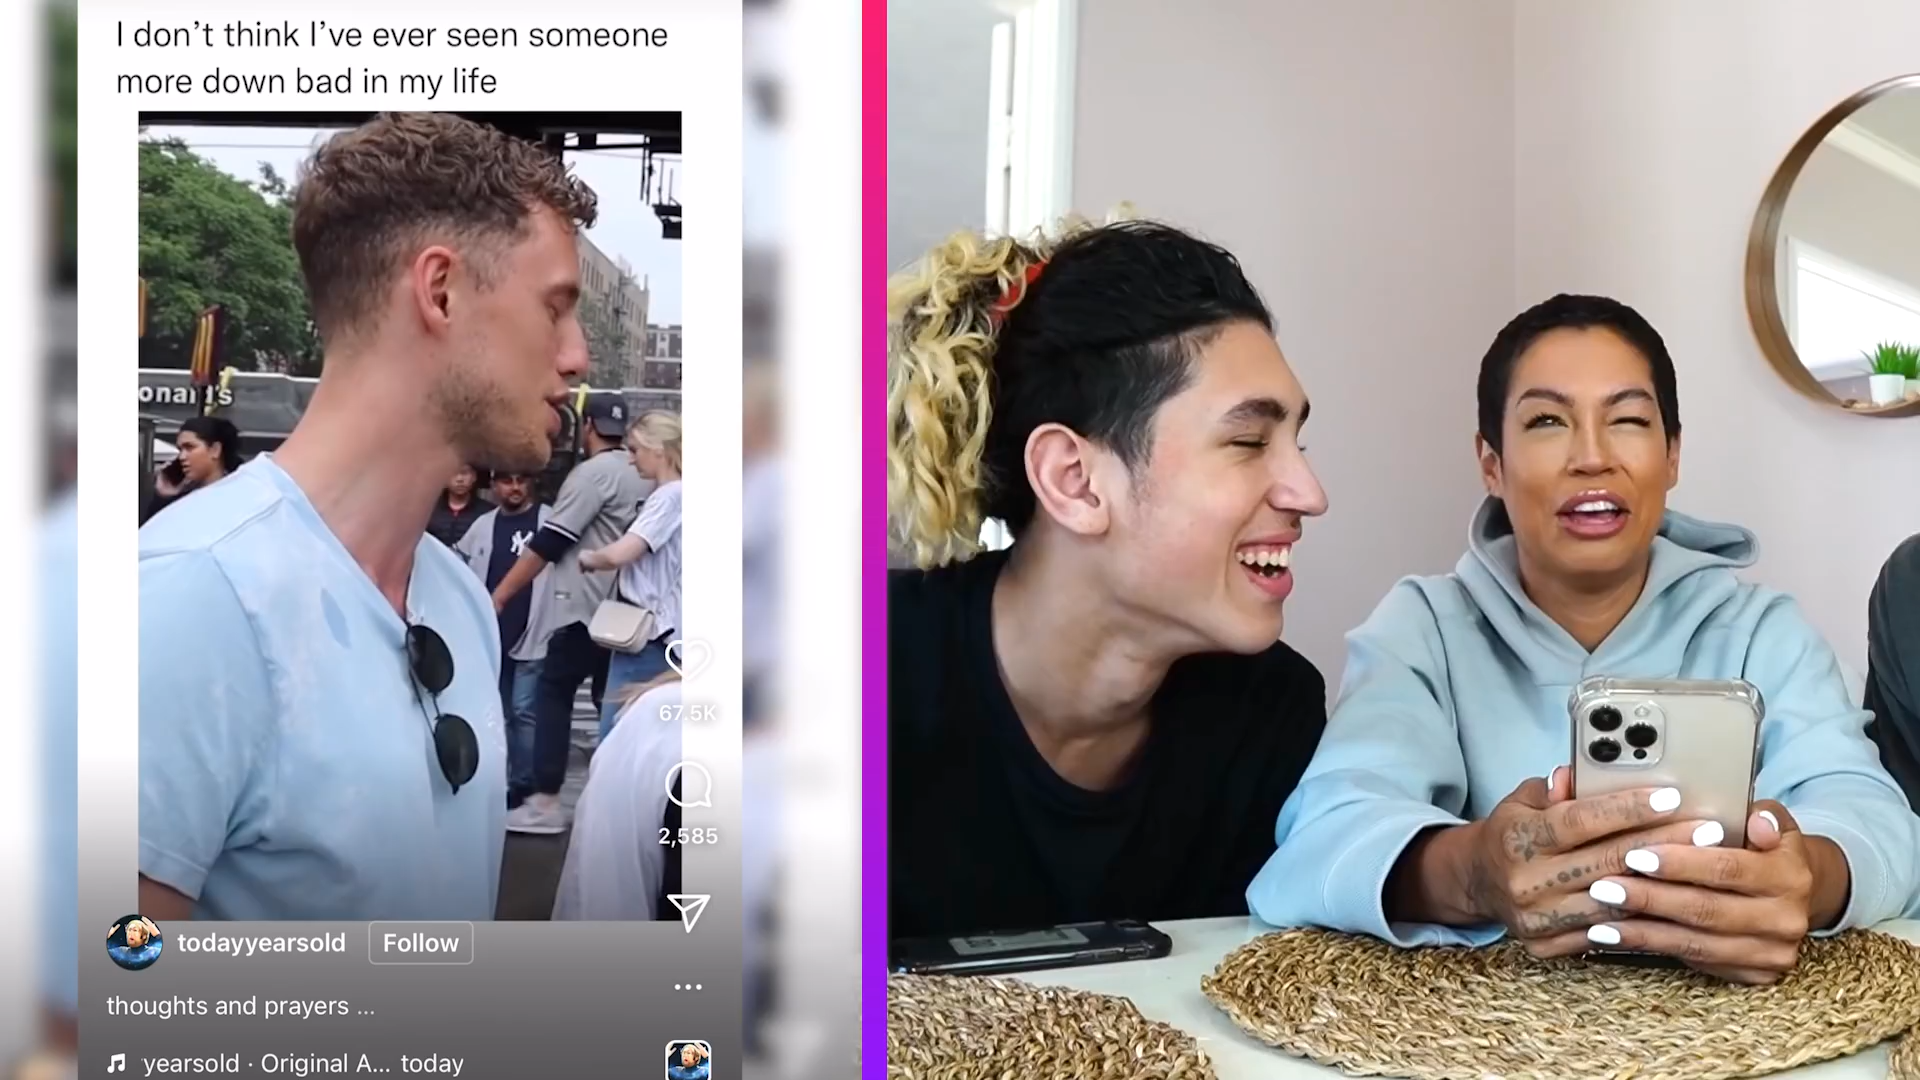 I don't think I've ever seen someone
more down bad in my life
onald's
67.5K
2,585
todayyearsold
Follow
thoughts and prayers ...
yearsold · Original A... today